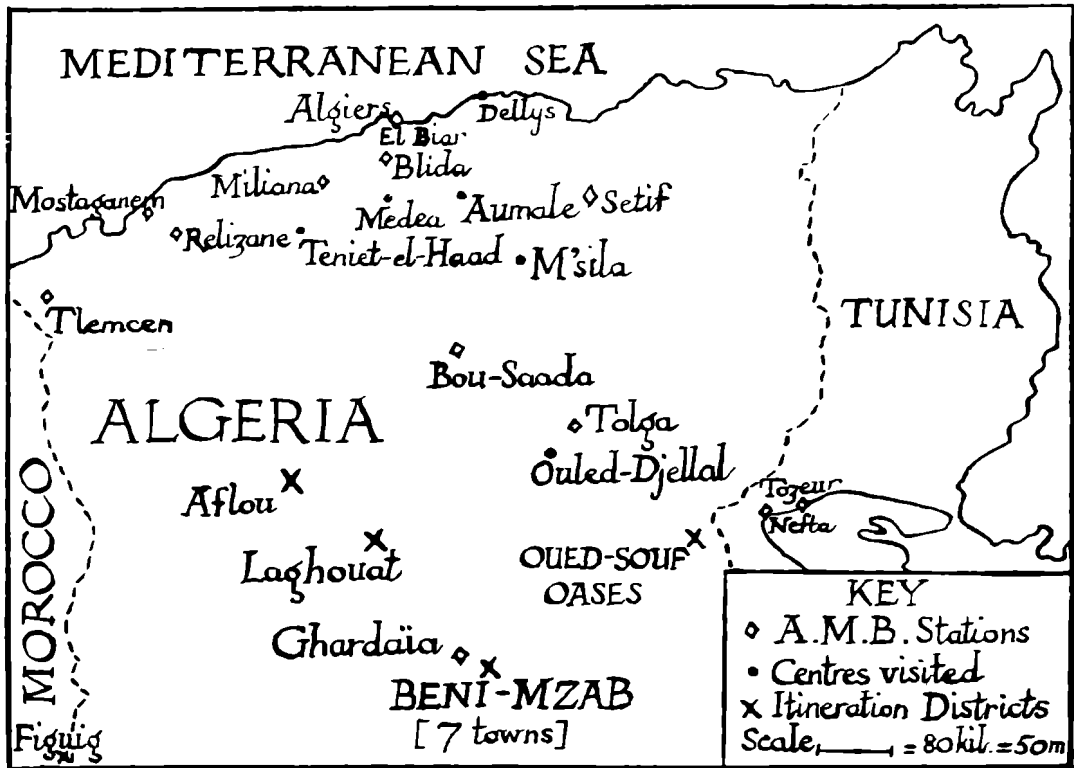 MEDITERRANEAN SEA
Algiers
Dellys
El Biar
Blida
Miliana
Mostaganem
Medea
Aumale
Setif
Relizane
Teniet-el-Haad
M'sila
Tlemcen
TUNISIA
Bou-Saada
ALGERIA
Tolga
Ouled-Djellal
MOROCCO
Aflou
Tozeur
Nefta
Laghouat
OUED-SOUF
OASES
Ghardaïa
BENI-MZAB
[7 towns]
Figuig
KEY
A.M.B. Stations
Centres visited
Itineration Districts
Scale = 80 kil. = 50 m